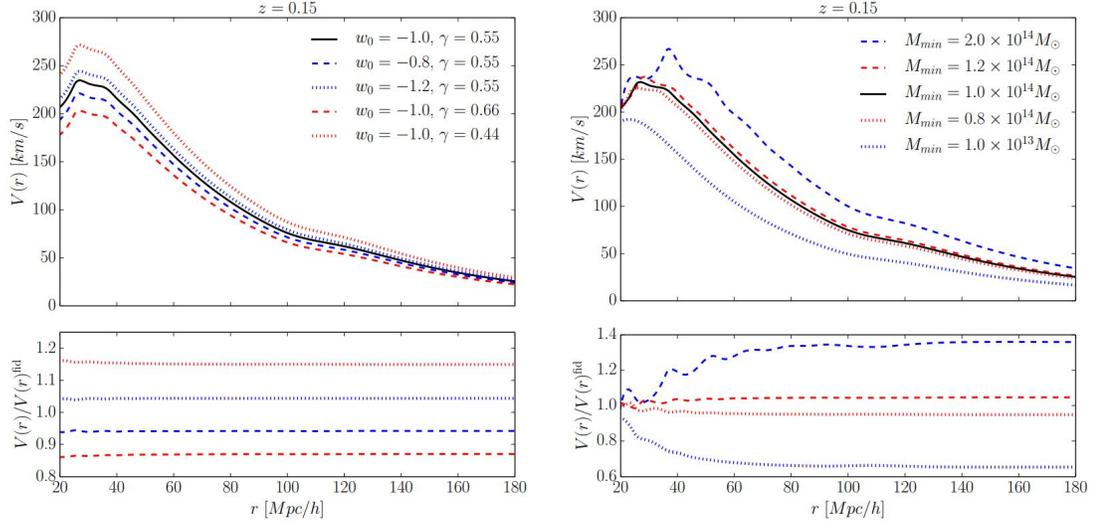 z = 0.15
300
250
200
150
100
50
0
V(r) [km/s]
w₀ = −1.0, γ = 0.55
w₀ = −0.8, γ = 0.55
w₀ = −1.2, γ = 0.55
w₀ = −1.0, γ = 0.66
w₀ = −1.0, γ = 0.44
1.2
1.1
1.0
0.9
0.8
V(r)/V(r)^fid
20 40 60 80 100 120 140 160 180
r [Mpc/h]
z = 0.15
300
250
200
150
100
50
0
V(r) [km/s]
M_min = 2.0 × 10¹⁴M_⊙
M_min = 1.2 × 10¹⁴M_⊙
M_min = 1.0 × 10¹⁴M_⊙
M_min = 0.8 × 10¹⁴M_⊙
M_min = 1.0 × 10¹³M_⊙
1.4
1.2
1.0
0.8
0.6
V(r)/V(r)^fid
20 40 60 80 100 120 140 160 180
r [Mpc/h]